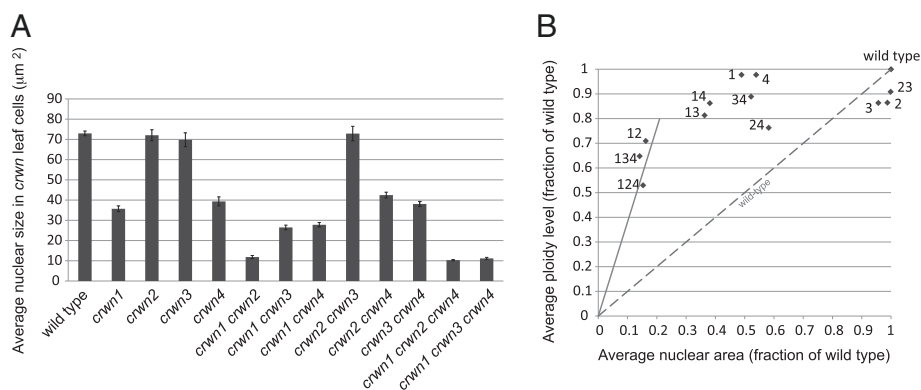 A
Average nuclear size in crwn leaf cells (μm ²)
90
80
70
60
50
40
30
20
10
0
wild type
crwn1
crwn2
crwn3
crwn4
crwn1 crwn2
crwn1 crwn3
crwn1 crwn4
crwn2 crwn3
crwn2 crwn4
crwn3 crwn4
crwn1 crwn2 crwn4
crwn1 crwn3 crwn4
B
Average ploidy level (fraction of wild type)
1
0.9
0.8
0.7
0.6
0.5
0.4
0.3
0.2
0.1
0
wild type
1
4
23
14
34
3
2
13
24
12
134
124
wild-type
0
0.1
0.2
0.3
0.4
0.5
0.6
0.7
0.8
0.9
1
Average nuclear area (fraction of wild type)